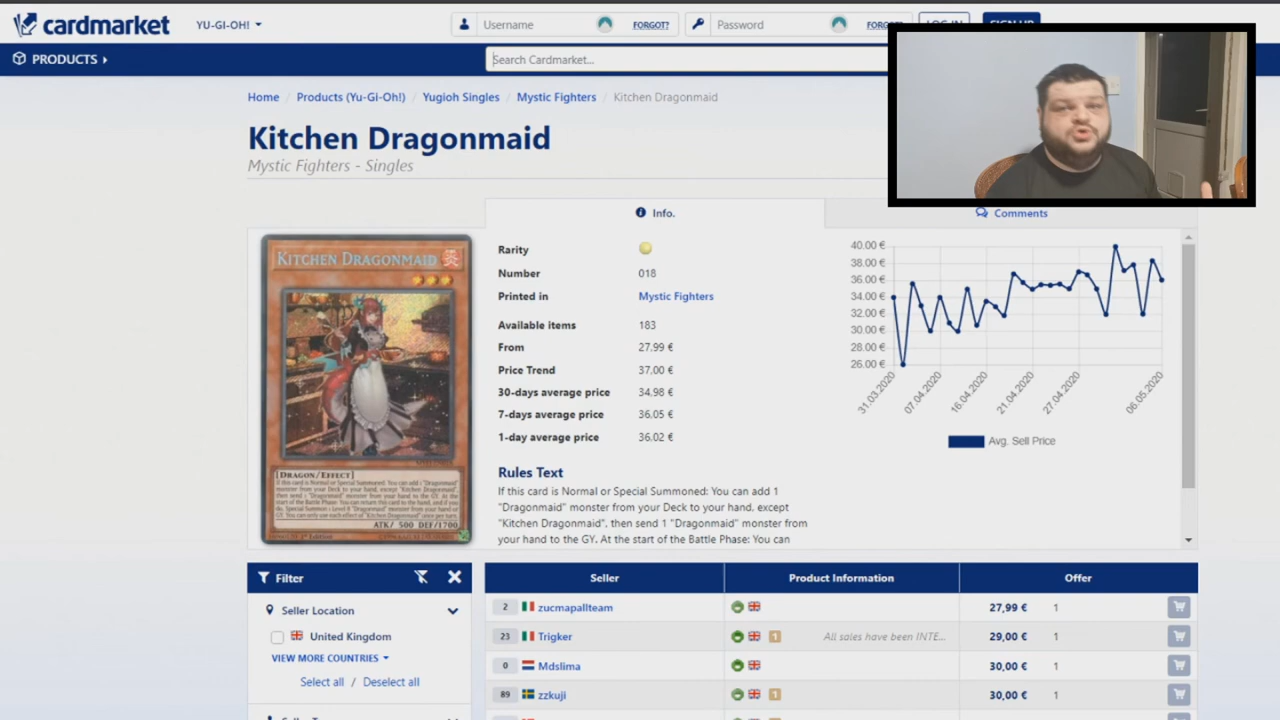 cardmarket
YU-GI-OH!
Username
FORGOT?
Password
PRODUCTS
Search Cardmarket...
Home / Products (Yu-Gi-Oh!) / Yugioh Singles / Mystic Fighters / Kitchen Dragonmaid
Kitchen Dragonmaid
Mystic Fighters - Singles
Info.
Comments
KITCHEN DRAGONMAID
[DRAGON/EFFECT]
ATK/ 500 DEF/1700
Rarity
Number 018
Printed in Mystic Fighters
Available items 183
From 27.99 €
Price Trend 37.00 €
30-days average price 34,98 €
7-days average price 36.05 €
1-day average price 36.02 €
Rules Text
If this card is Normal or Special Summoned: You can add 1
"Dragonmaid" monster from your Deck to your hand, except
"Kitchen Dragonmaid", then send 1 "Dragonmaid" monster from
your hand to the GY. At the start of the Battle Phase: You can
40.00 €
38.00 €
36.00 €
34.00 €
32.00 €
30.00 €
28.00 €
26.00 €
31.03.2020
07.04.2020
16.04.2020
21.04.2020
27.04.2020
06.05.2020
Avg. Sell Price
Filter
Seller Location
United Kingdom
VIEW MORE COUNTRIES
Select all / Deselect all
Seller Product Information Offer
2 zucmapallteam 27,99 € 1
23 Trigker 1 All sales have been INTE... 29,00 € 1
0 Mdslima 30,00 € 1
89 zzkuji 1 30,00 € 1